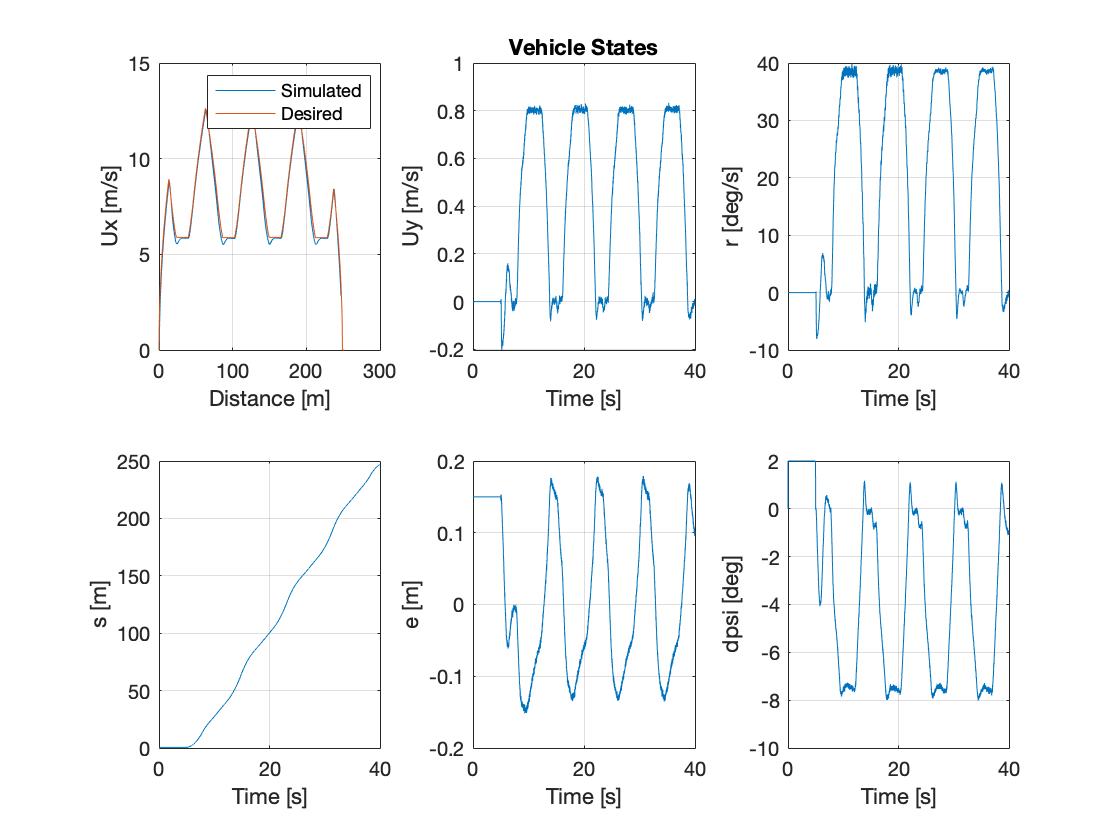 Vehicle States
15
10
5
0
Ux [m/s]
0 100 200 300
Distance [m]
Simulated
Desired
1
0.8
0.6
0.4
0.2
0
-0.2
Uy [m/s]
0 20 40
Time [s]
40
30
20
10
0
-10
r [deg/s]
0 20 40
Time [s]
250
200
150
100
50
0
s [m]
0 20 40
Time [s]
0.2
0.1
0
-0.1
-0.2
e [m]
0 20 40
Time [s]
2
0
-2
-4
-6
-8
-10
dpsi [deg]
0 20 40
Time [s]